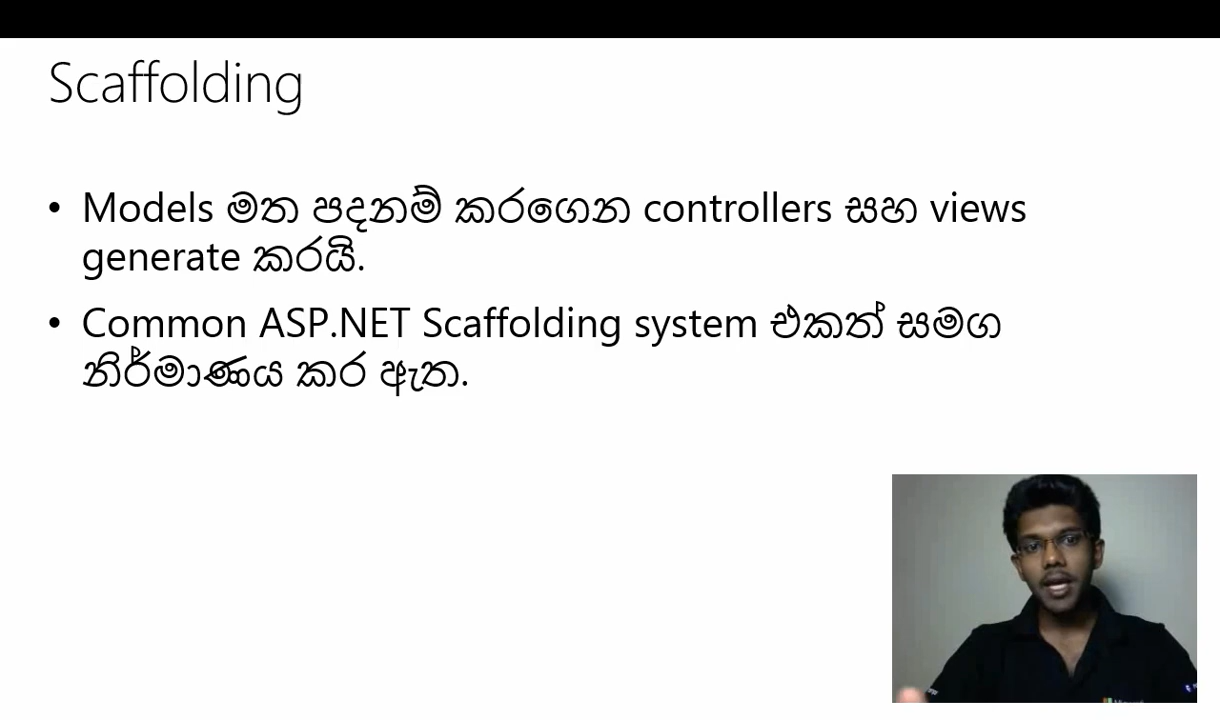 Scaffolding
• Models මත පදනම් කරගෙන controllers සහ views
generate කරයි.
• Common ASP.NET Scaffolding system එකත් සමග
නිර්මාණය කර ඇත.